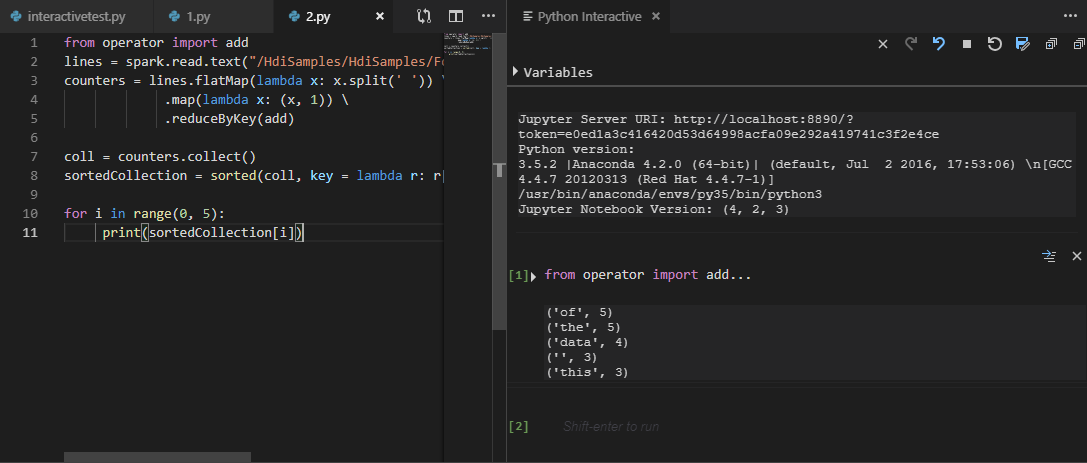 interactivetest.py
1.py
2.py
1 from operator import add
2 lines = spark.read.text("/HdiSamples/HdiSamples/Fo
3 counters = lines.flatMap(lambda x: x.split(' ')) \
4 .map(lambda x: (x, 1)) \
5 .reduceByKey(add)
6
7 coll = counters.collect()
8 sortedCollection = sorted(coll, key = lambda r: r[
9
10 for i in range(0, 5):
11 print(sortedCollection[i])
Python Interactive
Variables
Jupyter Server URI: http://localhost:8890/?
token=e0ed1a3c416420d53d64998acfa09e292a419741c3f2e4ce
Python version:
3.5.2 |Anaconda 4.2.0 (64-bit)| (default, Jul  2 2016, 17:53:06) \n[GCC
4.4.7 20120313 (Red Hat 4.4.7-1)]
/usr/bin/anaconda/envs/py35/bin/python3
Jupyter Notebook Version: (4, 2, 3)
[1] from operator import add...
('of', 5)
('the', 5)
('data', 4)
('', 3)
('this', 3)
[2] Shift-enter to run